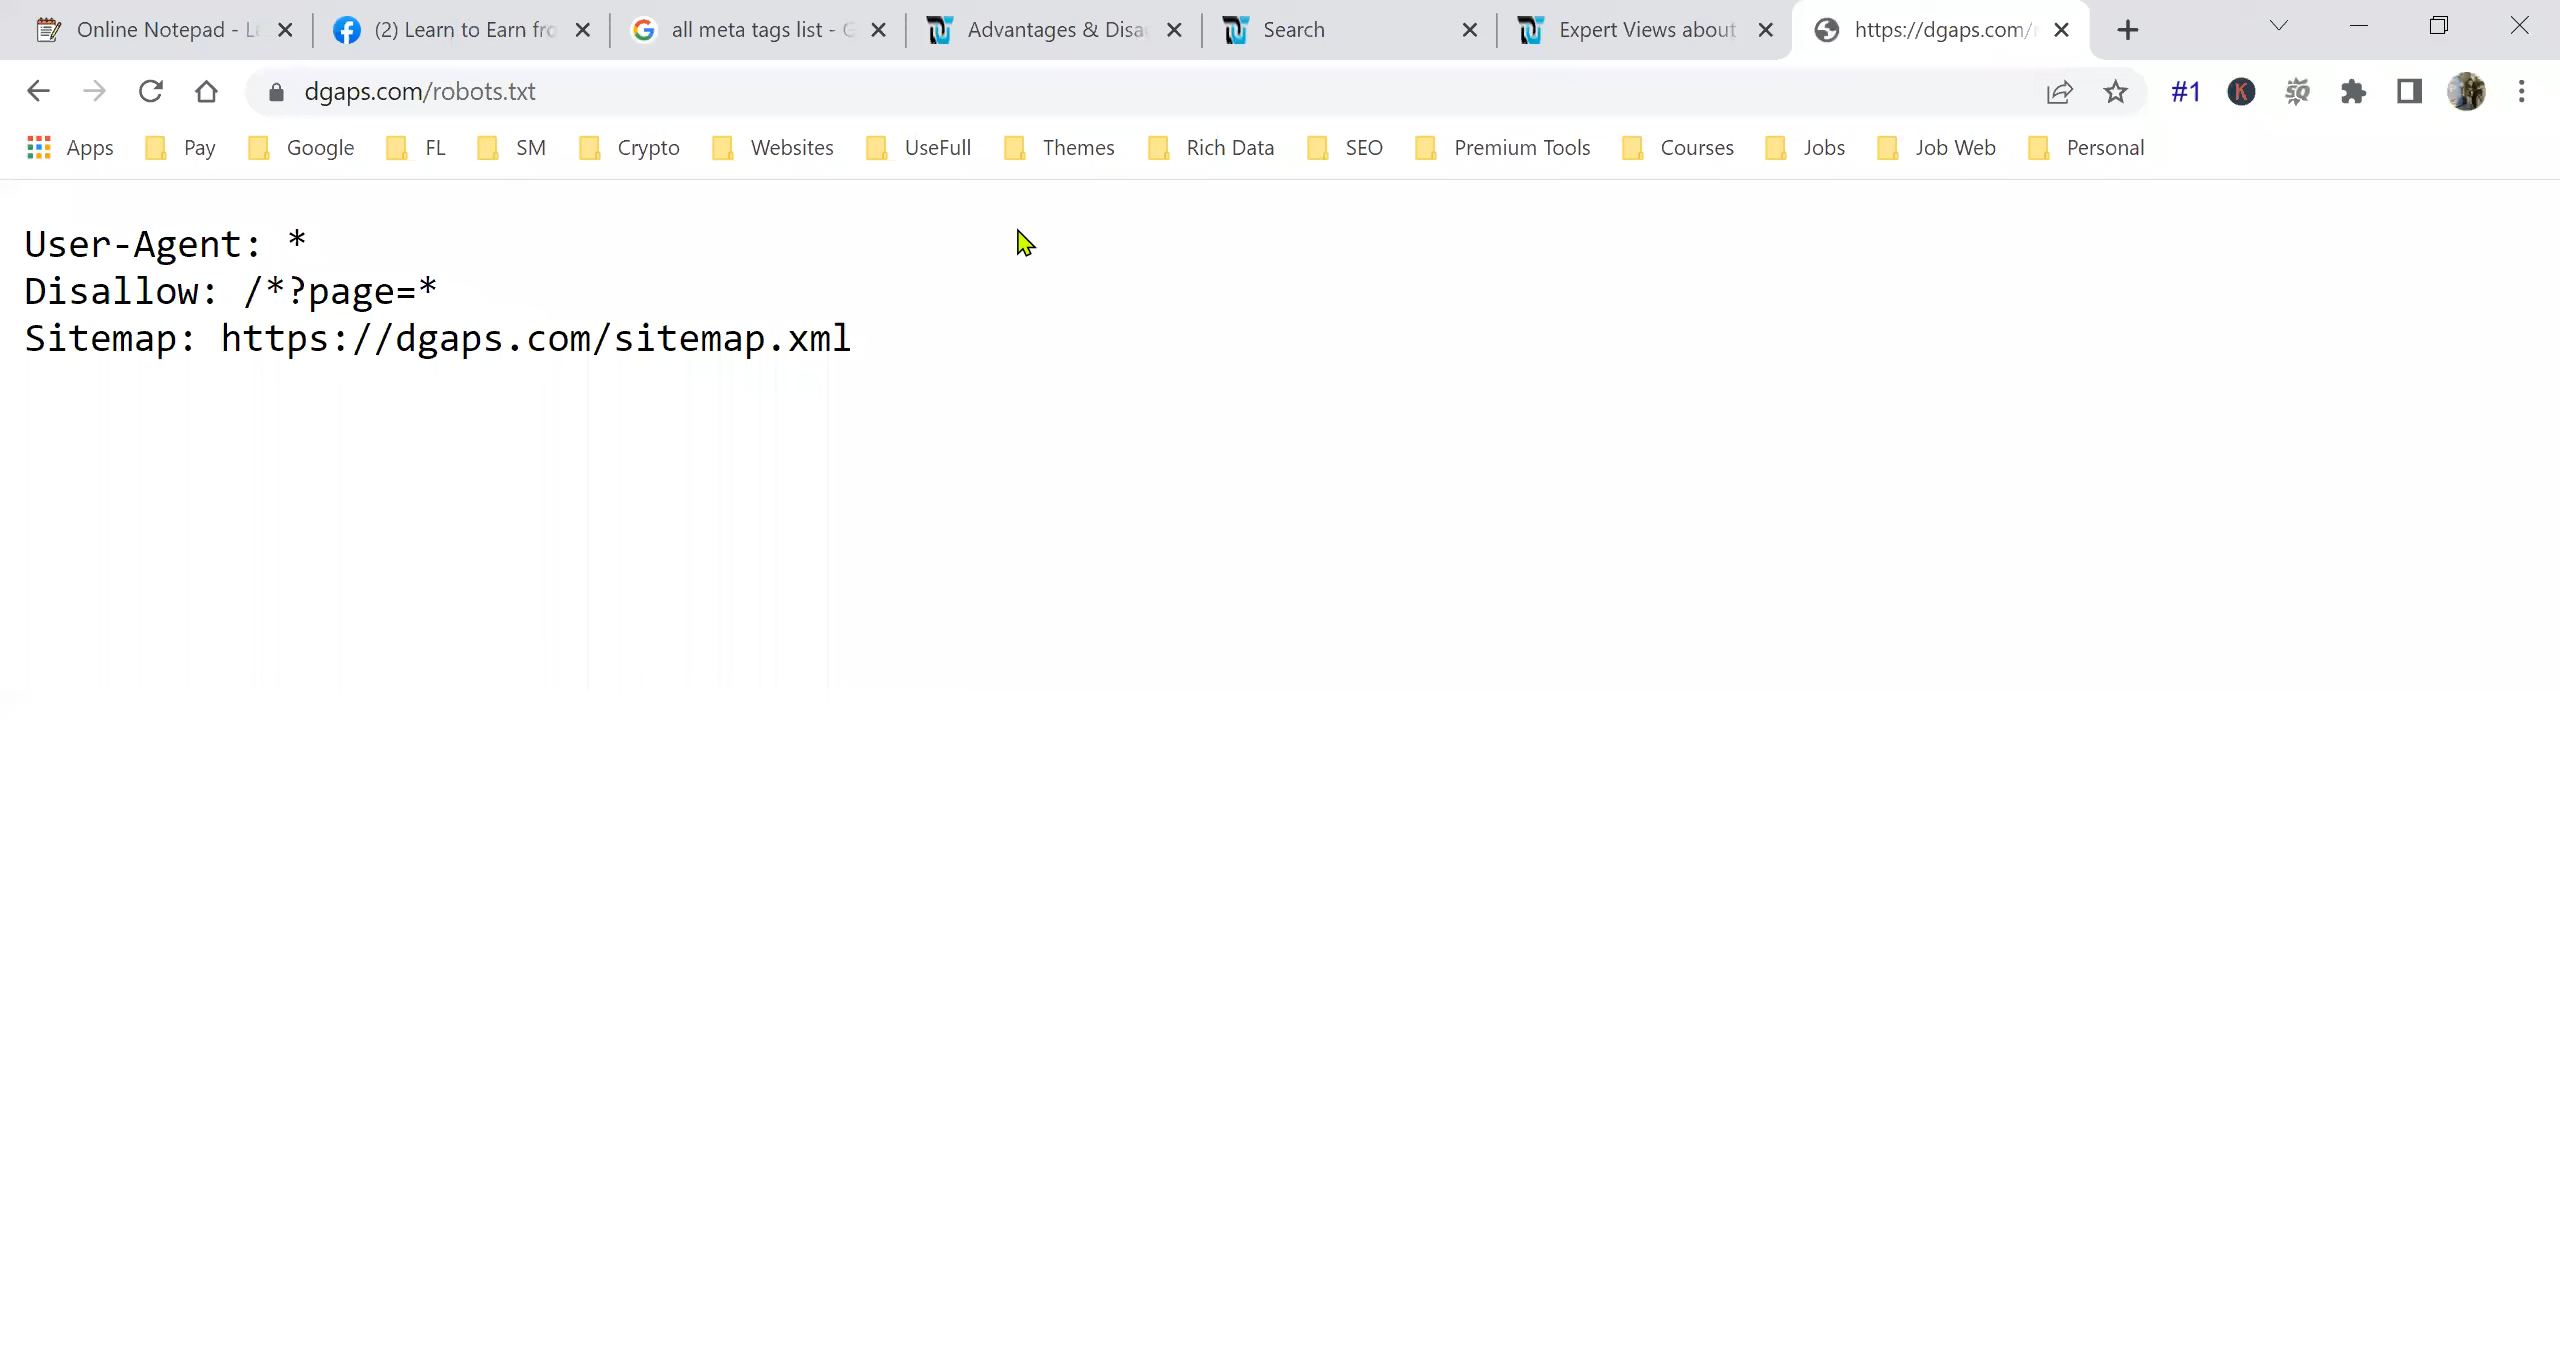 Online Notepad - L
(2) Learn to Earn fro
all meta tags list - G
Advantages & Disa
Search
Expert Views about
https://dgaps.com/r
dgaps.com/robots.txt
#1
K
SQ
Apps
Pay
Google
FL
SM
Crypto
Websites
UseFull
Themes
Rich Data
SEO
Premium Tools
Courses
Jobs
Job Web
Personal
User-Agent: *
Disallow: /*?page=*
Sitemap: https://dgaps.com/sitemap.xml